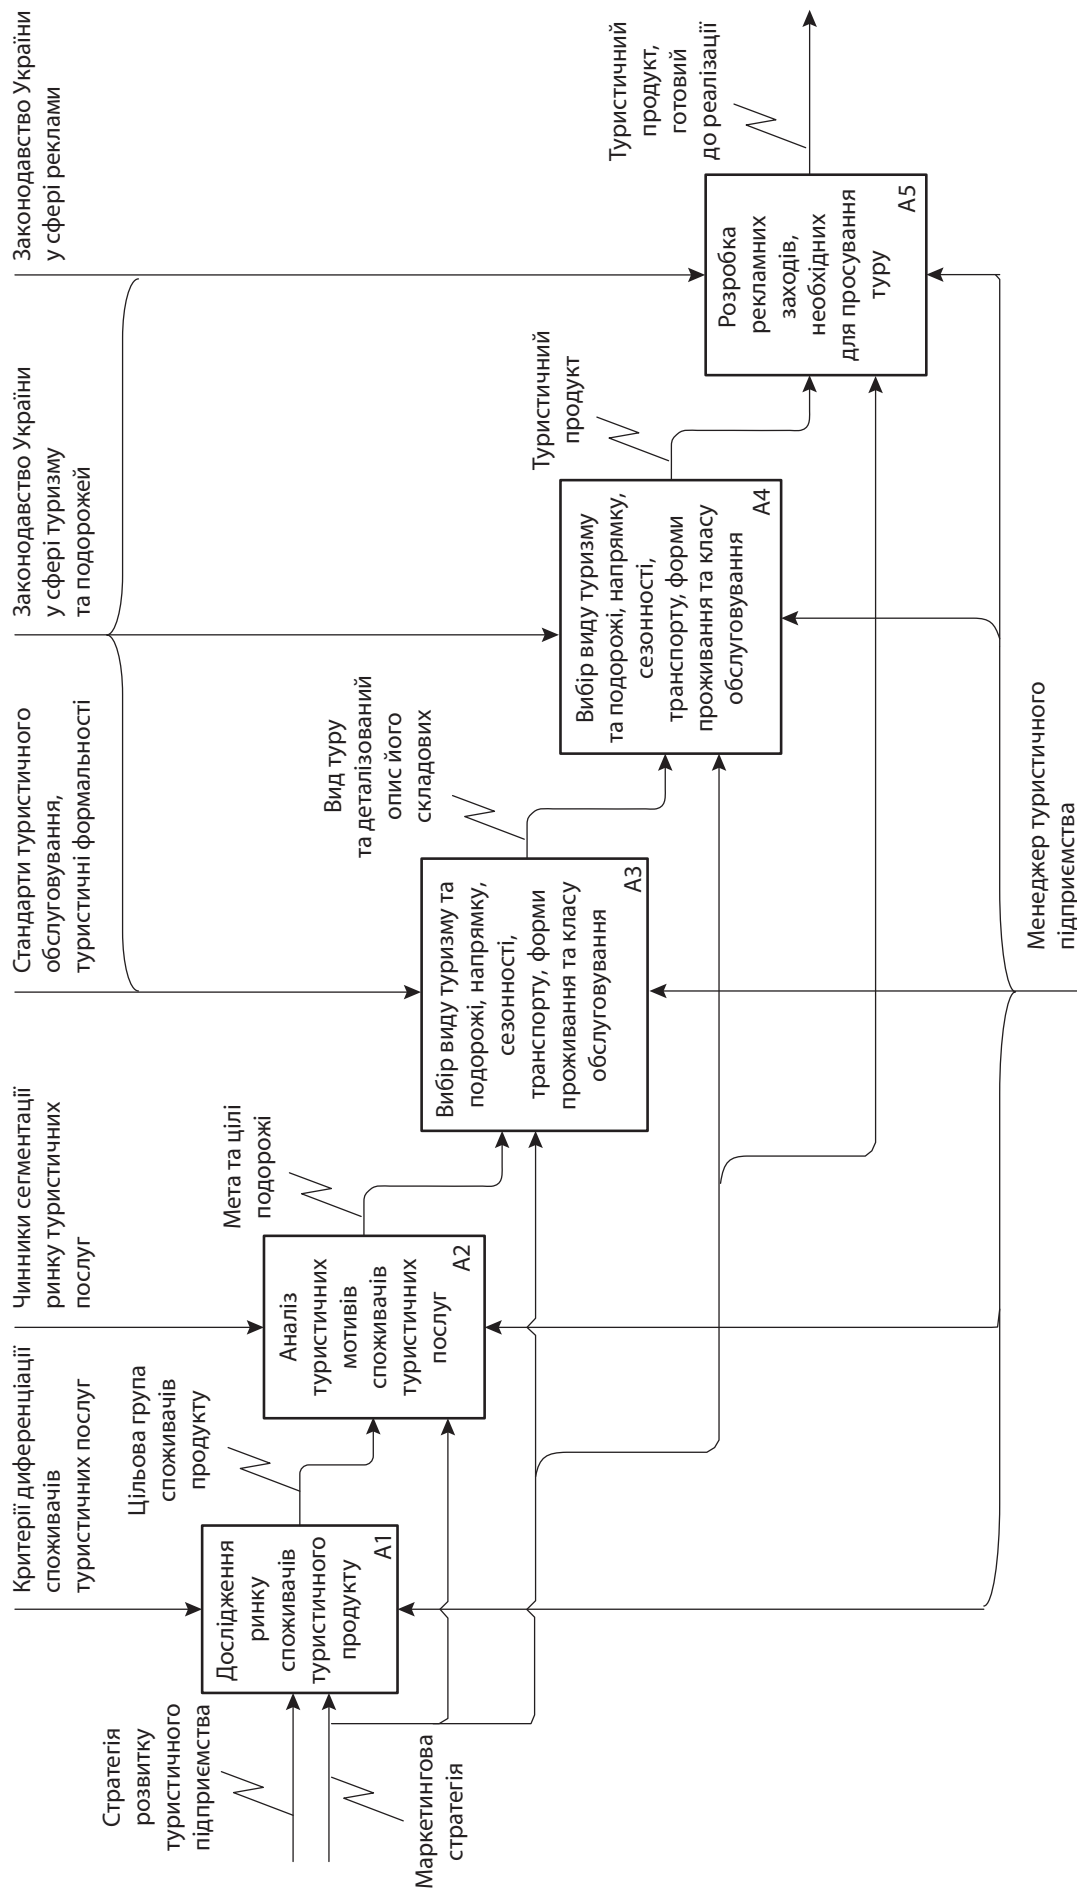 Критерії диференціації
споживачів
туристичних послуг
Чинники сегментації
ринку туристичних
послуг
Стандарти туристичного
обслуговування,
туристичні формальності
Законодавство України
у сфері туризму
та подорожей
Законодавство України
у сфері реклами
Стратегія
розвитку
туристичного
підприємства
Маркетингова
стратегія
Дослідження
ринку
споживачів
туристичного
продукту
А1
Цільова група
споживачів
продукту
Аналіз
туристичних
мотивів
споживачів
туристичних
послуг
А2
Мета та цілі
подорожі
Вибір виду туризму та
подорожі, напрямку,
сезонності,
транспорту, форми
проживання та класу
обслуговування
А3
Вид туру
та деталізований
опис його
складових
Вибір виду туризму
та подорожі, напрямку,
сезонності,
транспорту, форми
проживання та класу
обслуговування
А4
Туристичний
продукт
Розробка
рекламних
заходів,
необхідних
для просування
туру
А5
Туристичний
продукт,
готовий
до реалізації
Менеджер туристичного
підприємства